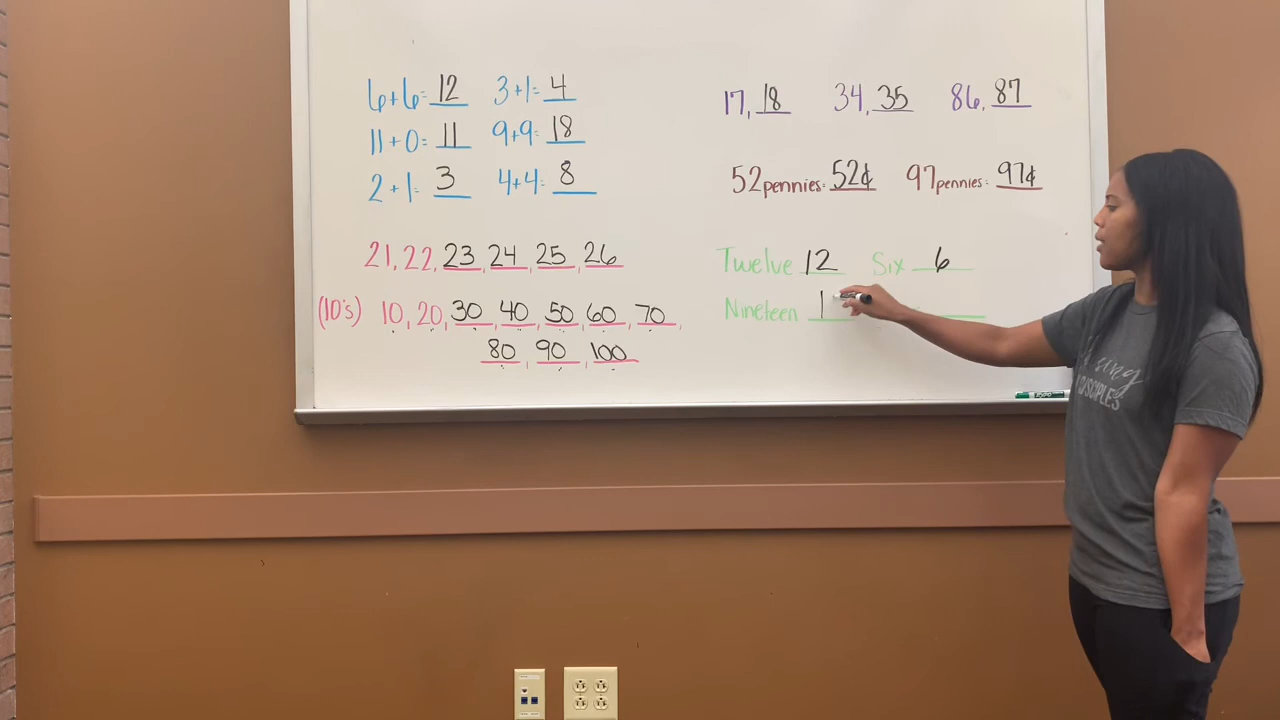 6+6= 12 3+1= 4
11+0= 11 9+9= 18
2+1= 3 4+4= 8
21, 22, 23, 24, 25, 26
(10's) 10, 20, 30, 40, 50, 60, 70,
80, 90, 100
17, 18 34, 35 86, 87
52 pennies= 52¢ 97 pennies= 97¢
Twelve 12 Six 6
Nineteen 1
EXPO
DISCIPLES